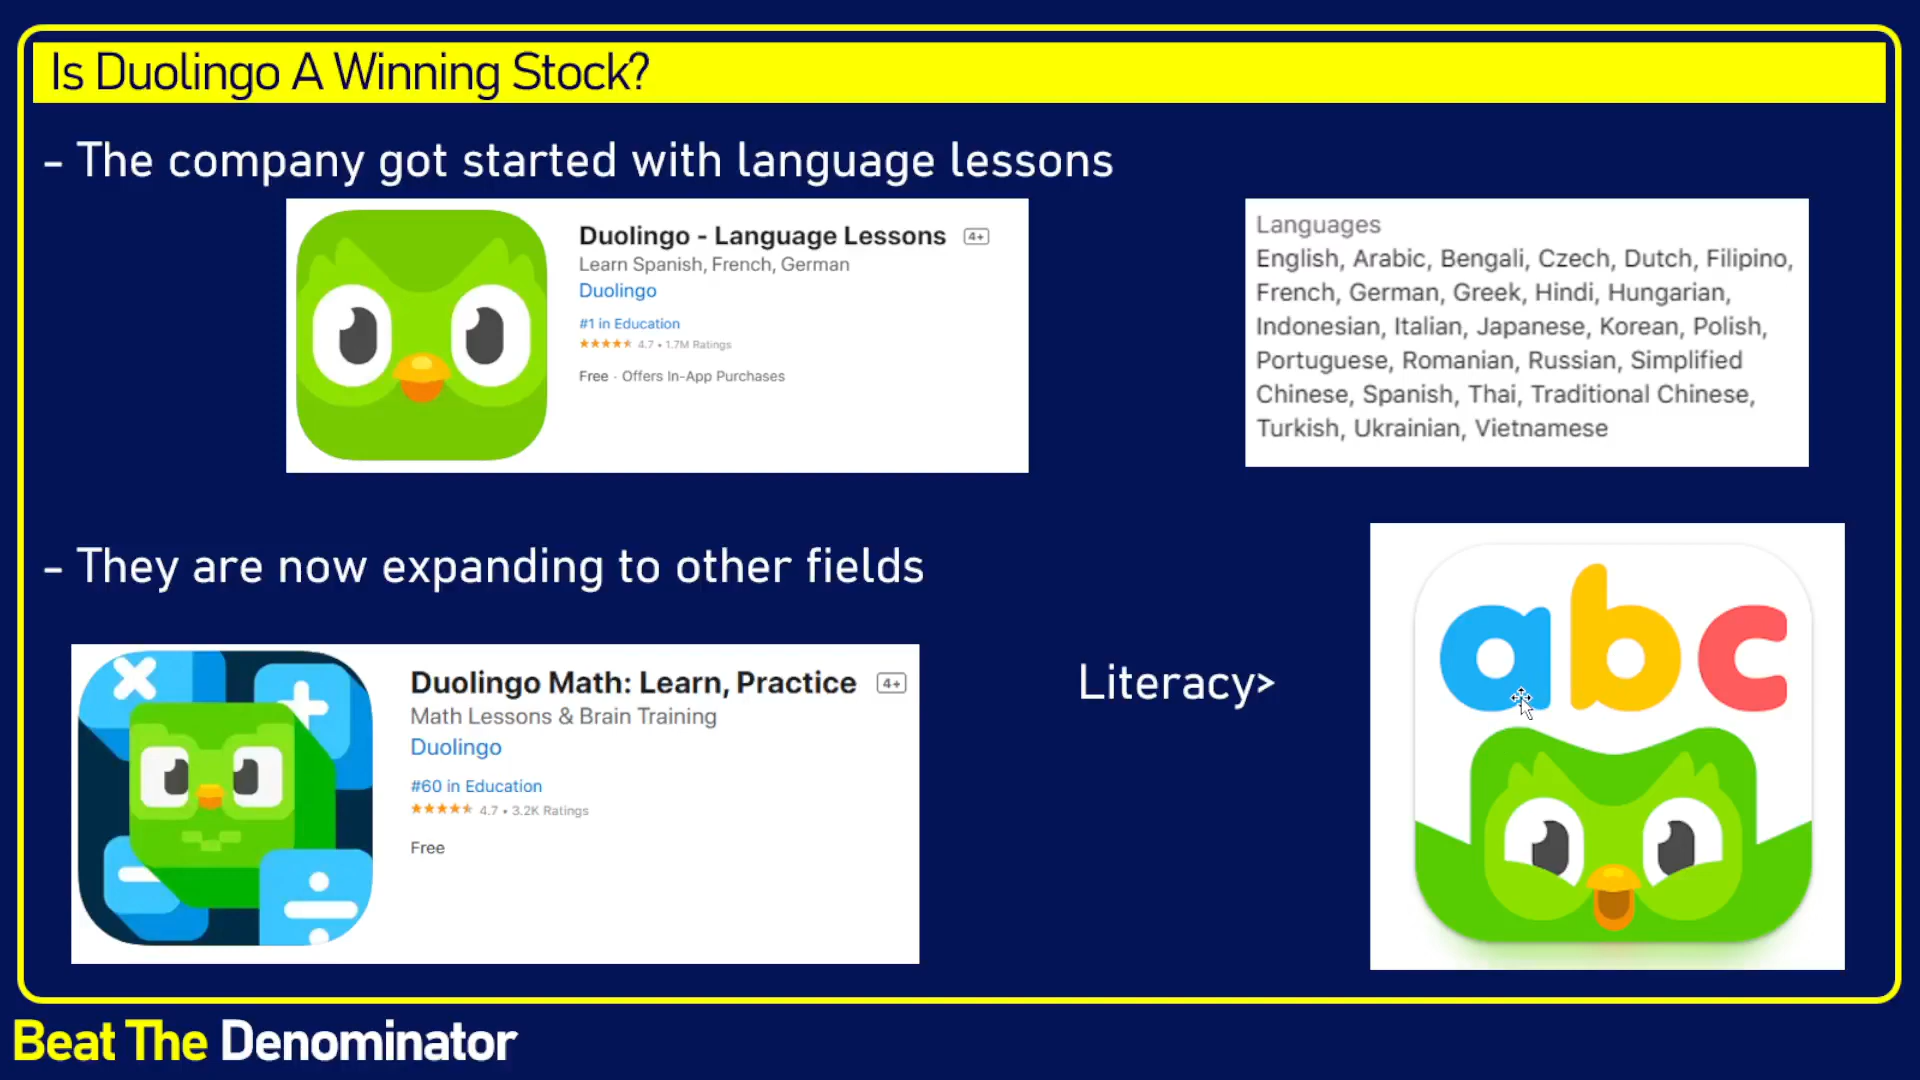 Is Duolingo A Winning Stock?
- The company got started with language lessons
Duolingo - Language Lessons 4+
Learn Spanish, French, German
Duolingo
#1 in Education
4.7 • 1.7M Ratings
Free · Offers In-App Purchases
Languages
English, Arabic, Bengali, Czech, Dutch, Filipino,
French, German, Greek, Hindi, Hungarian,
Indonesian, Italian, Japanese, Korean, Polish,
Portuguese, Romanian, Russian, Simplified
Chinese, Spanish, Thai, Traditional Chinese,
Turkish, Ukrainian, Vietnamese
- They are now expanding to other fields
Duolingo Math: Learn, Practice 4+
Math Lessons & Brain Training
Duolingo
#60 in Education
4.7 • 3.2K Ratings
Free
Literacy>
abc
Beat The Denominator